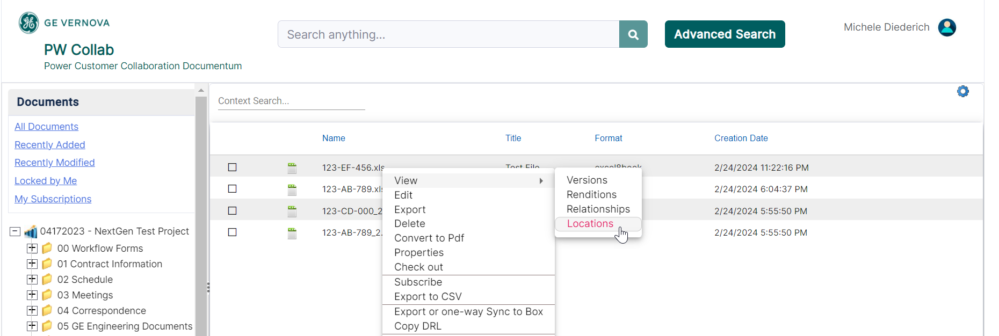 GE VERNOVA
PW Collab
Power Customer Collaboration Documentum
Search anything...
Advanced Search
Michele Diederich
Documents
All Documents
Recently Added
Recently Modified
Locked by Me
My Subscriptions
04172023 - NextGen Test Project
00 Workflow Forms
01 Contract Information
02 Schedule
03 Meetings
04 Correspondence
05 GE Engineering Documents
Context Search...
Name Title Format Creation Date
123-EF-456.xls Test File excel8book 2/24/2024 11:22:16 PM
123-AB-789.xls 2/24/2024 6:04:37 PM
123-CD-000_2 2/24/2024 5:55:50 PM
123-AB-789_2. 2/24/2024 5:55:50 PM
View
Edit
Export
Delete
Convert to Pdf
Properties
Check out
Subscribe
Export to CSV
Export or one-way Sync to Box
Copy DRL
Versions
Renditions
Relationships
Locations